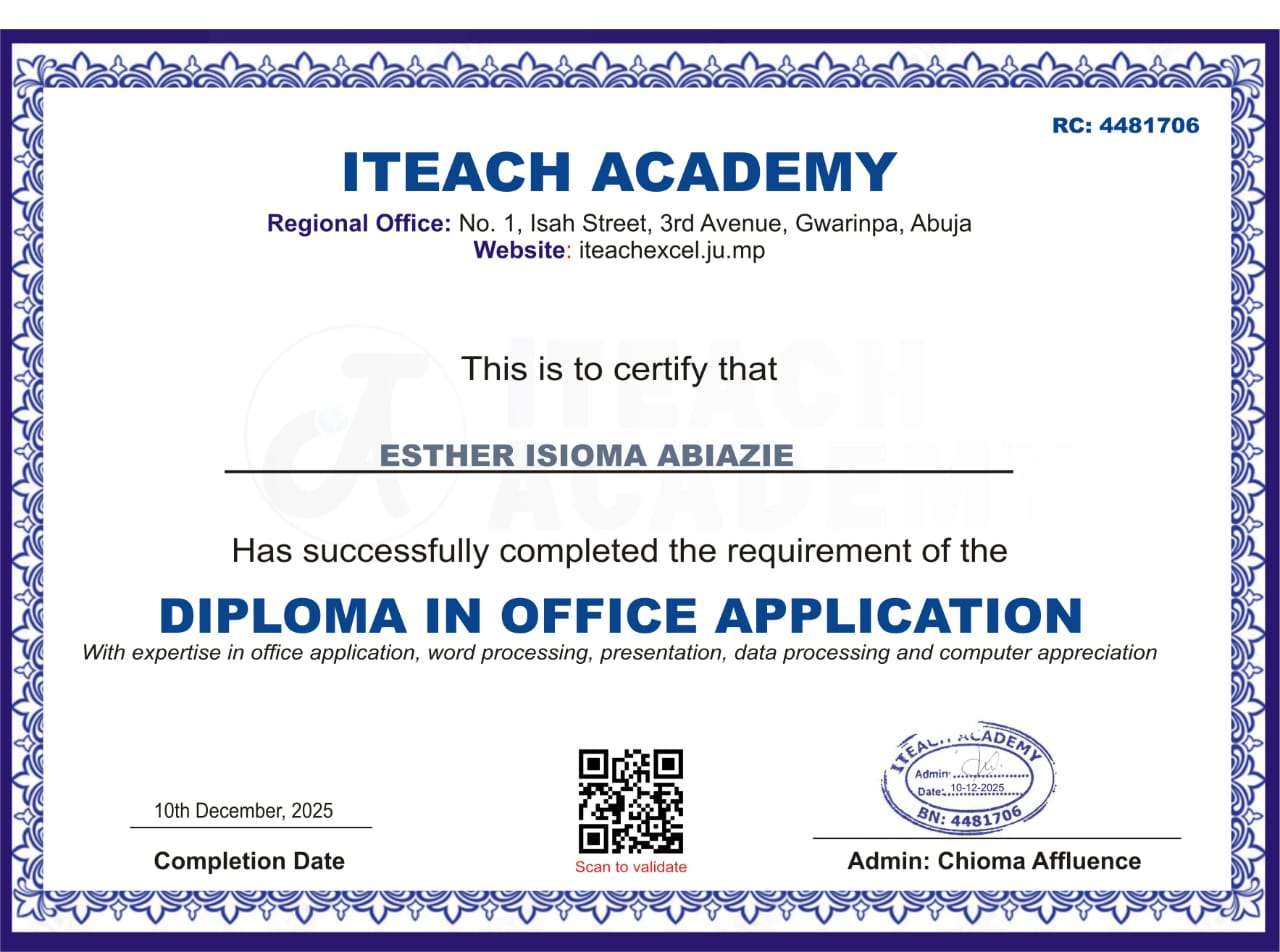 RC: 4481706
ITEACH ACADEMY
Regional Office: No. 1, Isah Street, 3rd Avenue, Gwarinpa, Abuja
Website: iteachexcel.ju.mp
This is to certify that
ITEACH
ACADEMY
ESTHER ISIOMA ABIAZIE
Has successfully completed the requirement of the
DIPLOMA IN OFFICE APPLICATION
With expertise in office application, word processing, presentation, data processing and computer appreciation
10th December, 2025
Completion Date
Scan to validate
ITEACH ACADEMY
Admin:
Date: 10-12-2025
BN: 4481706
Admin: Chioma Affluence